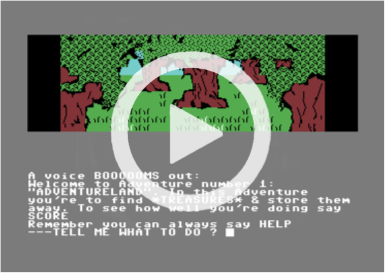 A voice BOOOOOMS out:
Welcome to Adventure number 1:
"ADVENTURELAND". In this Adventure
you're to find *TREASURES* & store them
away. To see how well you're doing say
SCORE
Remember you can always say HELP
---TELL ME WHAT TO DO ?